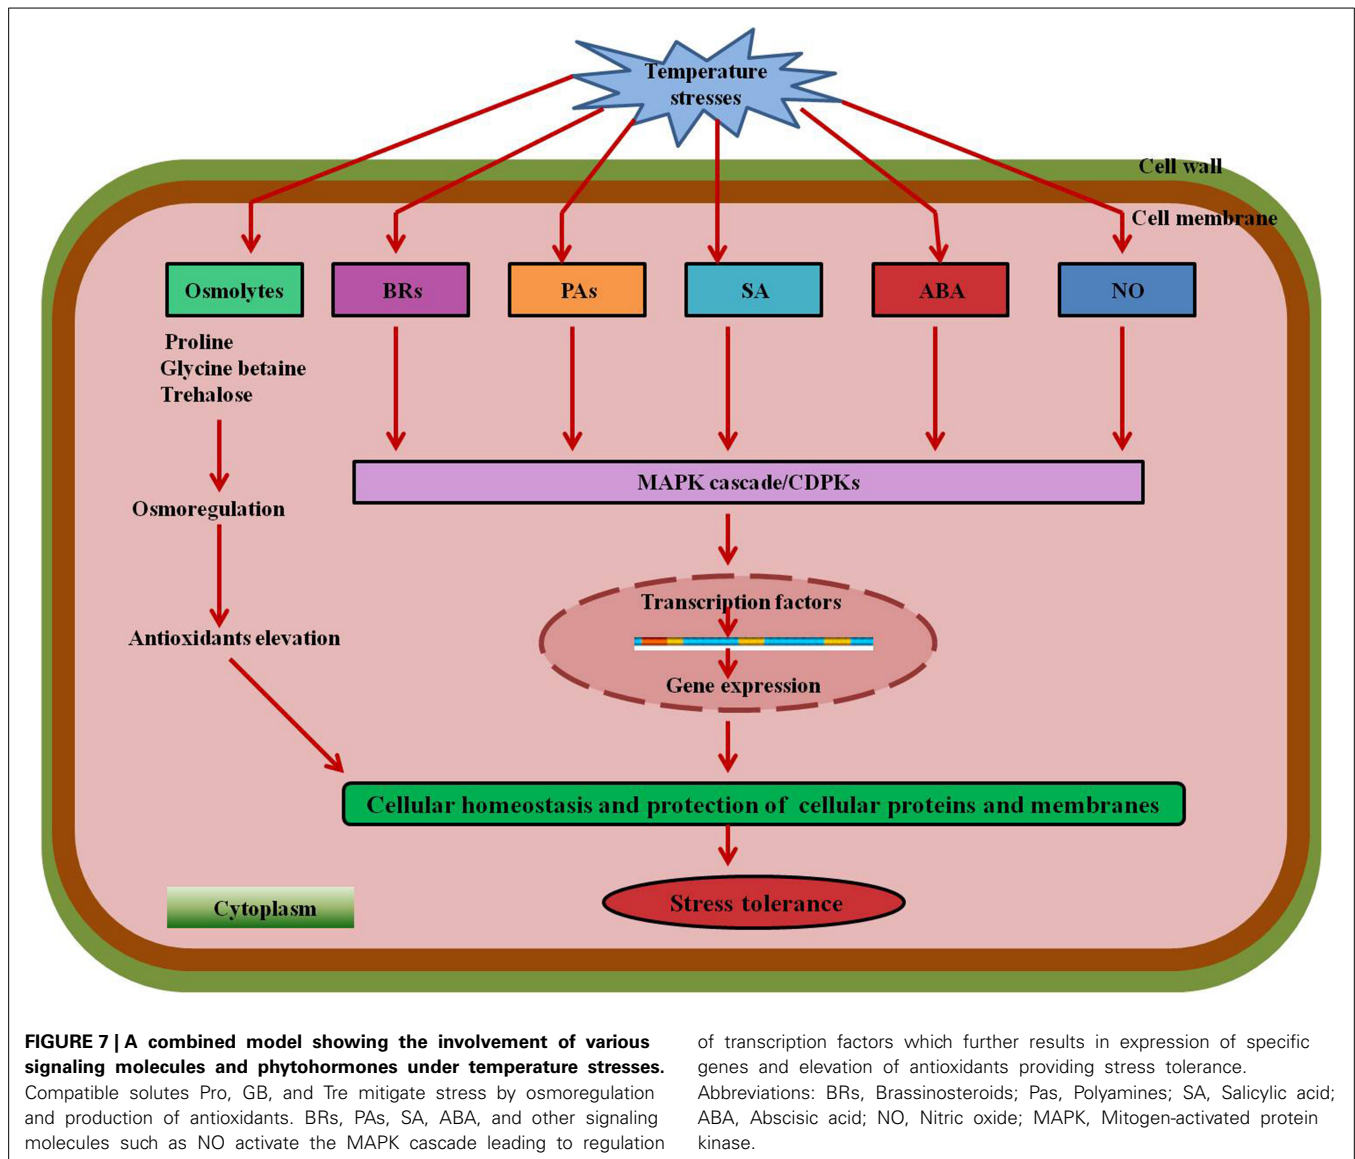 Temperature
stresses
Cell wall
Cell membrane
Osmolytes
BRs
PAs
SA
ABA
NO
Proline
Glycine betaine
Trehalose
MAPK cascade/CDPKs
Osmoregulation
Transcription factors
Antioxidants elevation
Gene expression
Cellular homeostasis and protection of cellular proteins and membranes
Cytoplasm
Stress tolerance
FIGURE 7 | A combined model showing the involvement of various
signaling molecules and phytohormones under temperature stresses.
Compatible solutes Pro, GB, and Tre mitigate stress by osmoregulation
and production of antioxidants. BRs, PAs, SA, ABA, and other signaling
molecules such as NO activate the MAPK cascade leading to regulation
of transcription factors which further results in expression of specific
genes and elevation of antioxidants providing stress tolerance.
Abbreviations: BRs, Brassinosteroids; Pas, Polyamines; SA, Salicylic acid;
ABA, Abscisic acid; NO, Nitric oxide; MAPK, Mitogen-activated protein
kinase.